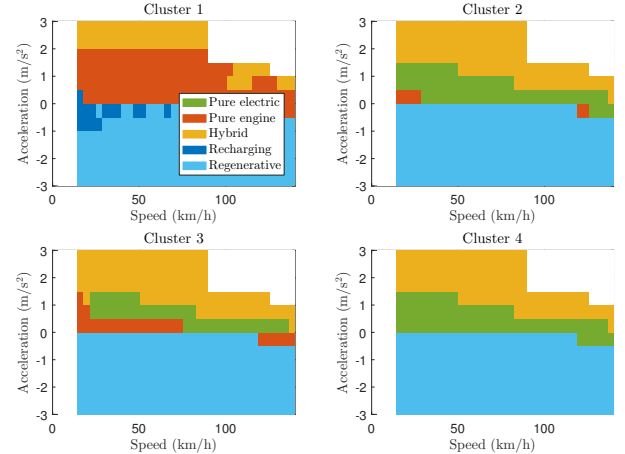 Cluster 1
Cluster 2
Acceleration (m/s²)
3
2
1
0
-1
-2
-3
Pure electric
Pure engine
Hybrid
Recharging
Regenerative
0
50
100
Speed (km/h)
Acceleration (m/s²)
3
2
1
0
-1
-2
-3
0
50
100
Speed (km/h)
Cluster 3
Cluster 4
Acceleration (m/s²)
3
2
1
0
-1
-2
-3
0
50
100
Speed (km/h)
Acceleration (m/s²)
3
2
1
0
-1
-2
-3
0
50
100
Speed (km/h)